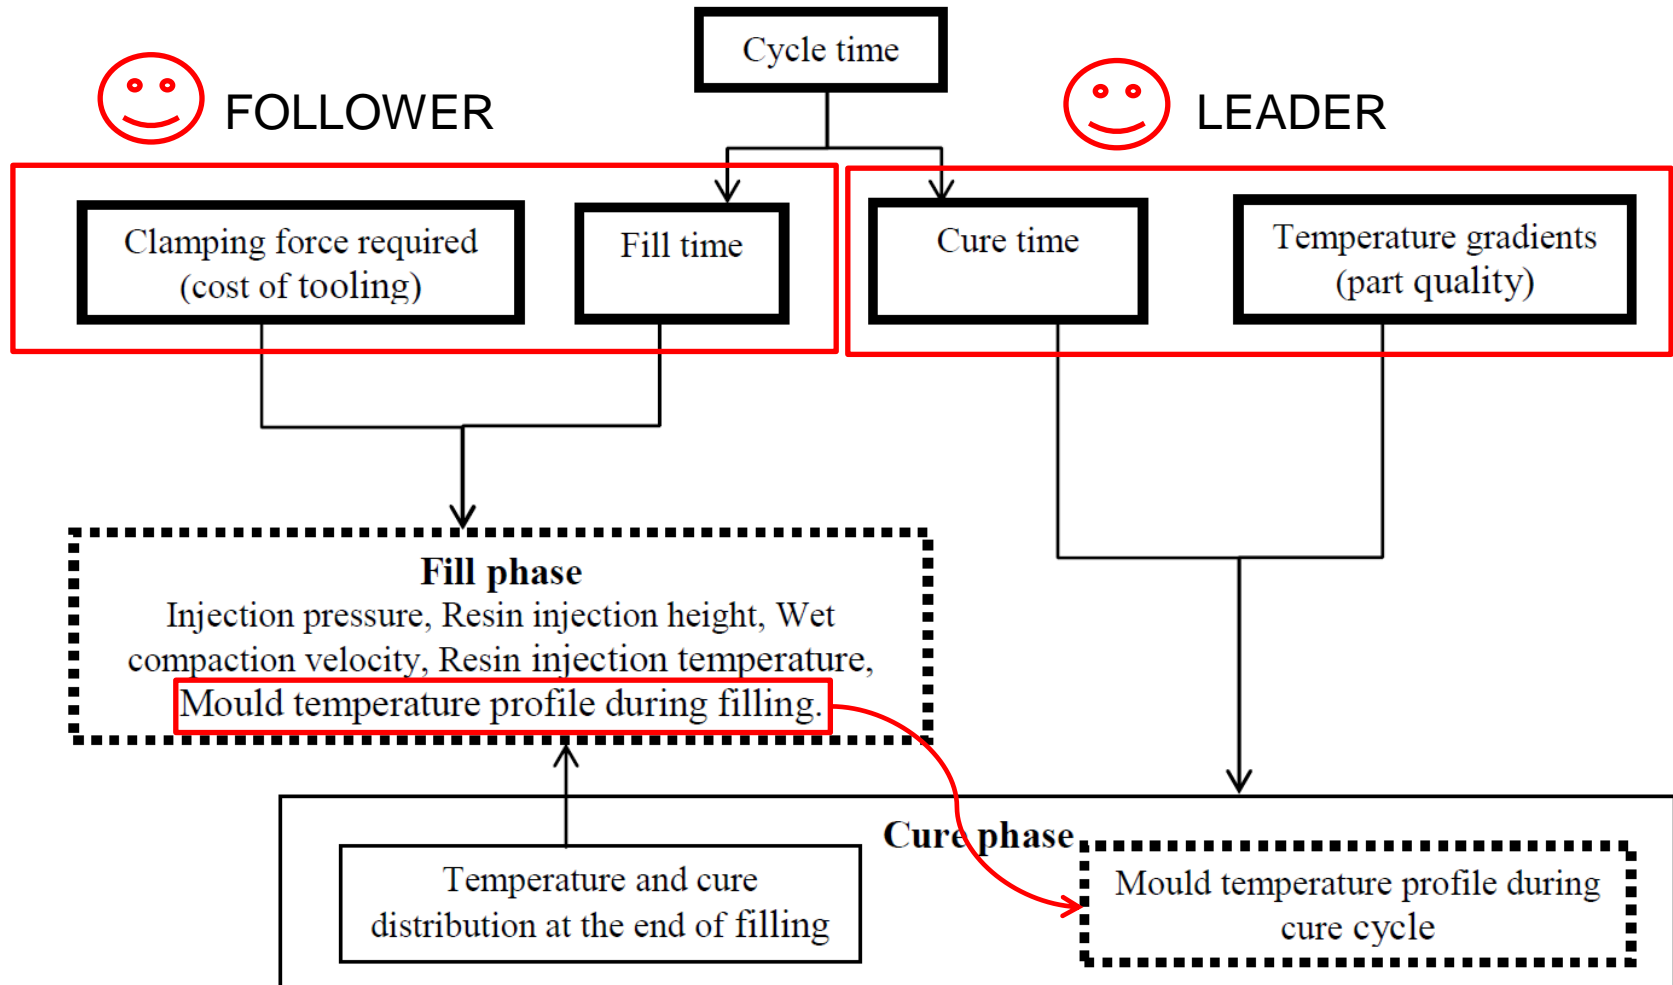 Cycle time
FOLLOWER
LEADER
Clamping force required
(cost of tooling)
Fill time
Cure time
Temperature gradients
(part quality)
Fill phase
Injection pressure, Resin injection height, Wet
compaction velocity, Resin injection temperature,
Mould temperature profile during filling.
Cure phase
Temperature and cure
distribution at the end of filling
Mould temperature profile during
cure cycle